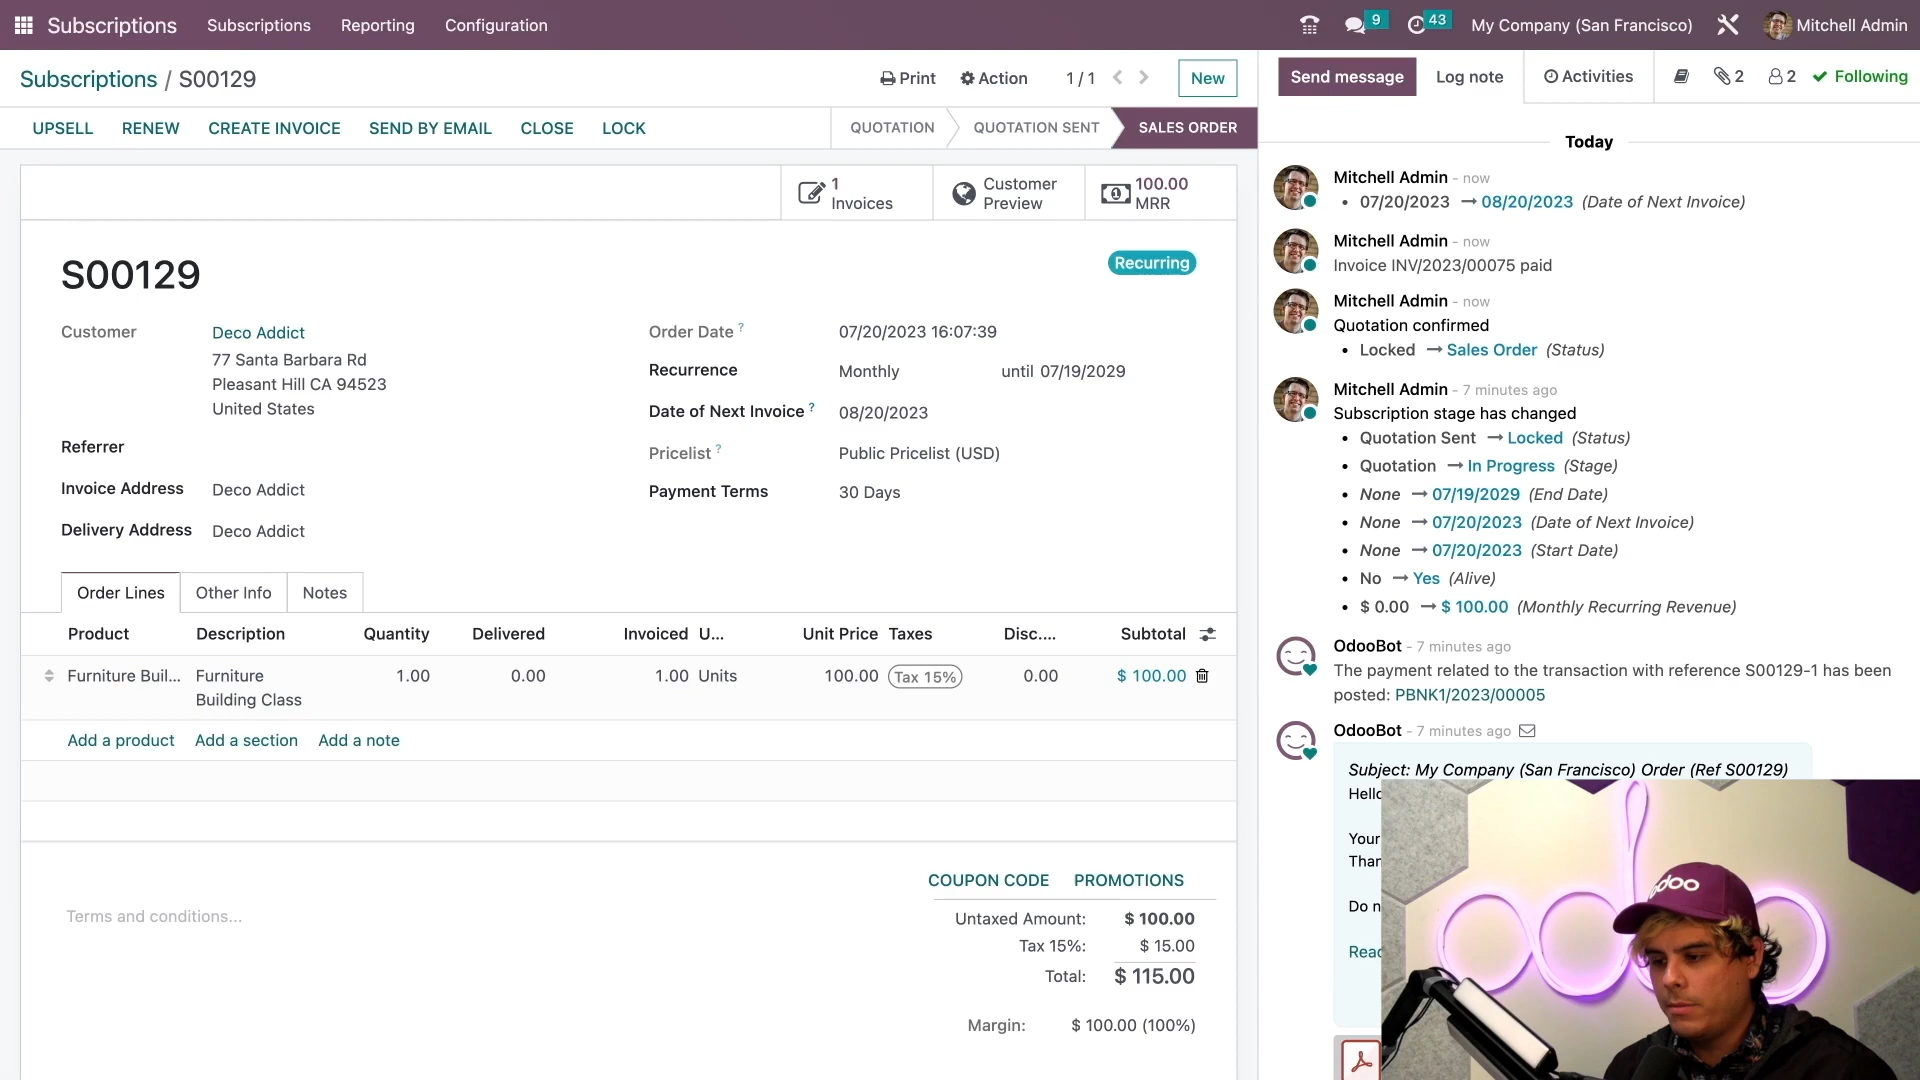 Subscriptions Subscriptions Reporting Configuration 9 43 My Company (San Francisco) Mitchell Admin
Subscriptions / S00129 Print Action 1 / 1 New
UPSELL RENEW CREATE INVOICE SEND BY EMAIL CLOSE LOCK QUOTATION QUOTATION SENT SALES ORDER
1
Invoices
Customer
Preview
100.00
MRR
S00129
Recurring
Customer Deco Addict
77 Santa Barbara Rd
Pleasant Hill CA 94523
United States
Referrer
Invoice Address Deco Addict
Delivery Address Deco Addict
Order Date ? 07/20/2023 16:07:39
Recurrence Monthly until 07/19/2029
Date of Next Invoice ? 08/20/2023
Pricelist ? Public Pricelist (USD)
Payment Terms 30 Days
Order Lines Other Info Notes
Product Description Quantity Delivered Invoiced U... Unit Price Taxes Disc.... Subtotal
Furniture Buil... Furniture 1.00 0.00 1.00 Units 100.00 Tax 15% 0.00 $ 100.00
Building Class
Add a product Add a section Add a note
COUPON CODE PROMOTIONS
Terms and conditions...
Untaxed Amount: $ 100.00
Tax 15%: $ 15.00
Total: $ 115.00
Margin: $ 100.00 (100%)
Send message Log note Activities 2 2 Following
Today
Mitchell Admin - now
• 07/20/2023 → 08/20/2023 (Date of Next Invoice)
Mitchell Admin - now
Invoice INV/2023/00075 paid
Mitchell Admin - now
Quotation confirmed
• Locked → Sales Order (Status)
Mitchell Admin - 7 minutes ago
Subscription stage has changed
• Quotation Sent → Locked (Status)
• Quotation → In Progress (Stage)
• None → 07/19/2029 (End Date)
• None → 07/20/2023 (Date of Next Invoice)
• None → 07/20/2023 (Start Date)
• No → Yes (Alive)
• $ 0.00 → $ 100.00 (Monthly Recurring Revenue)
OdooBot - 7 minutes ago
The payment related to the transaction with reference S00129-1 has been
posted: PBNK1/2023/00005
OdooBot - 7 minutes ago
Subject: My Company (San Francisco) Order (Ref S00129)
Your
Do
odoo